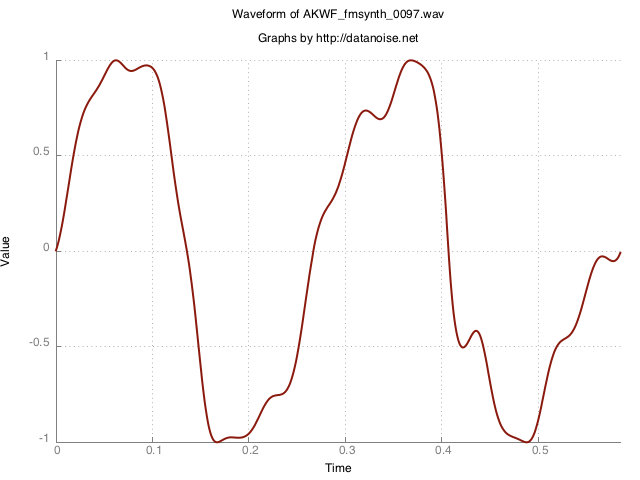 Waveform of AKWF_fmsynth_0097.wav
Graphs by http://datanoise.net
1
0.5
0
-0.5
-1
Value
0 0.1 0.2 0.3 0.4 0.5
Time